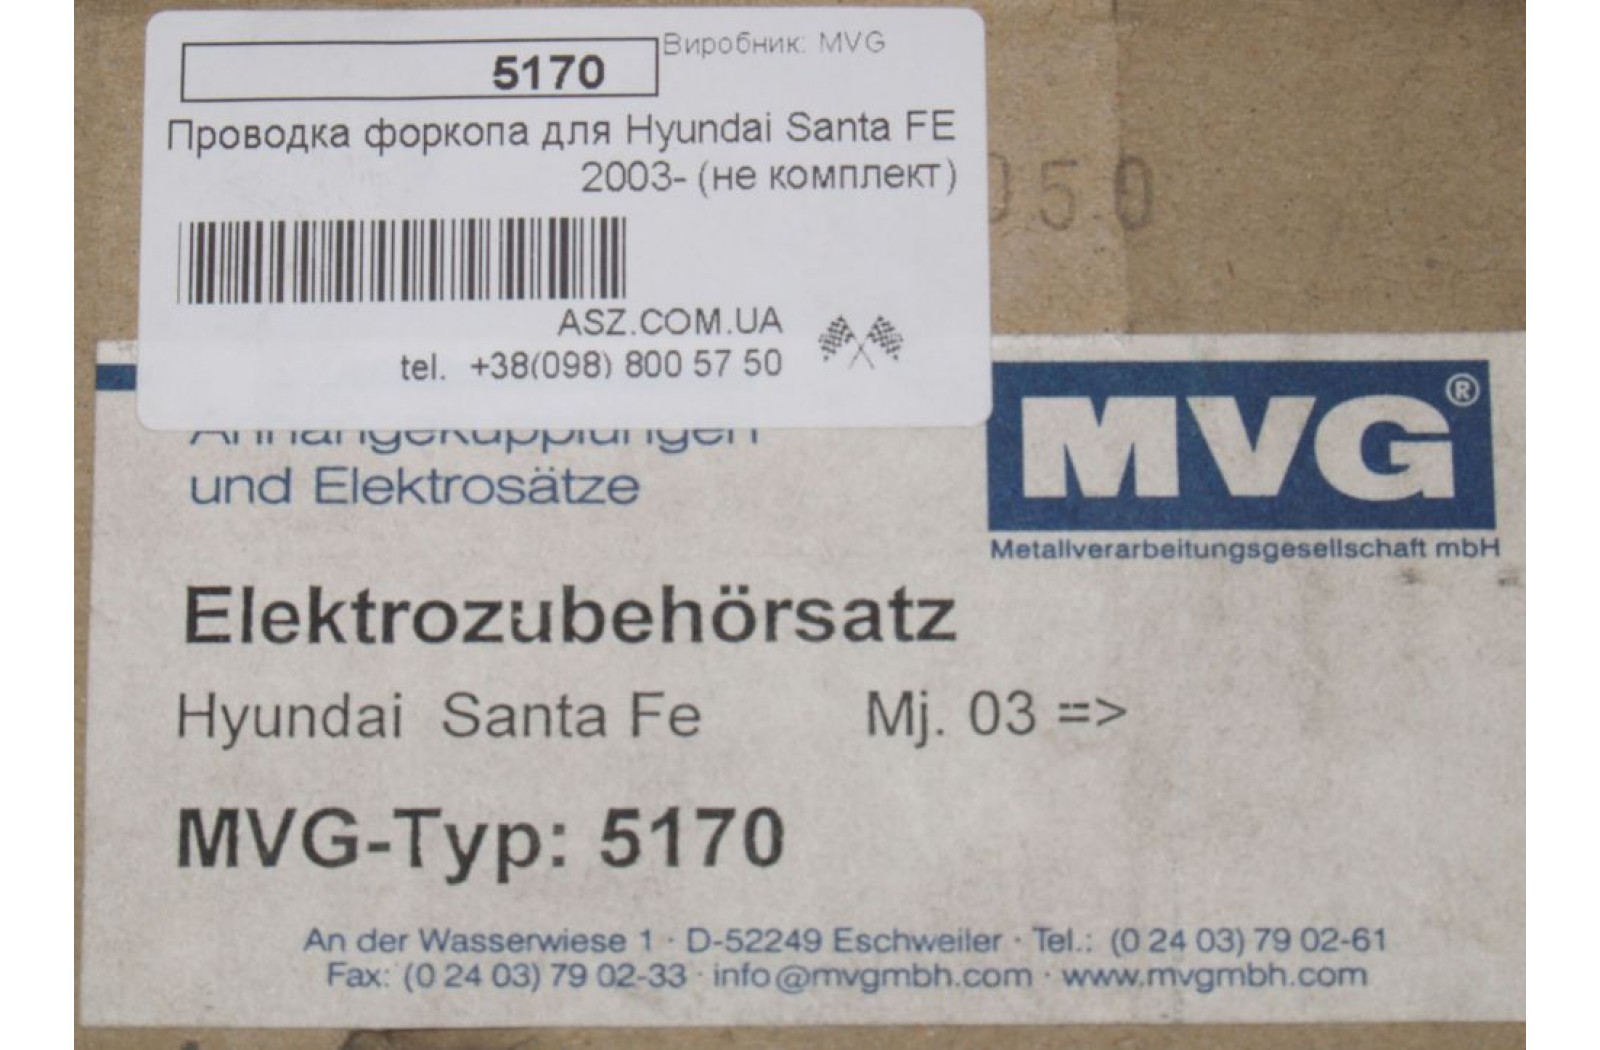 5170
Виробник: MVG
Проводка форкопа для Hyundai Santa FE
2003- (не комплект)
050
ASZ.COM.UA
tel. +38(098) 800 57 50
MVG®
Metallverarbeitungsgesellschaft mbH
Anhängekupplungen
und Elektrosätze
Elektrozubehörsatz
Hyundai Santa Fe Mj. 03 =>
MVG-Typ: 5170
An der Wasserwiese 1 · D-52249 Eschweiler · Tel.: (0 24 03) 79 02-61
Fax: (0 24 03) 79 02-33 · info@mvgmbh.com · www.mvgmbh.com